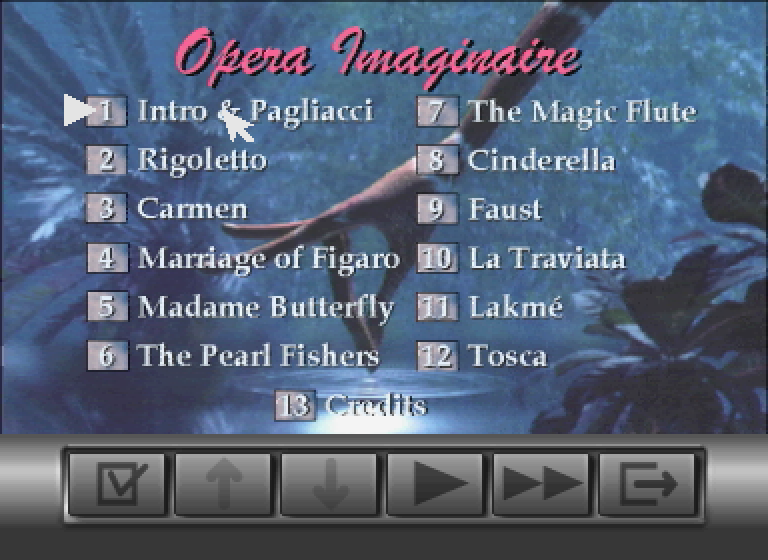 Opera Imaginaire
1 Intro & Pagliacci
2 Rigoletto
3 Carmen
4 Marriage of Figaro
5 Madame Butterfly
6 The Pearl Fishers
7 The Magic Flute
8 Cinderella
9 Faust
10 La Traviata
11 Lakmé
12 Tosca
13 Credits